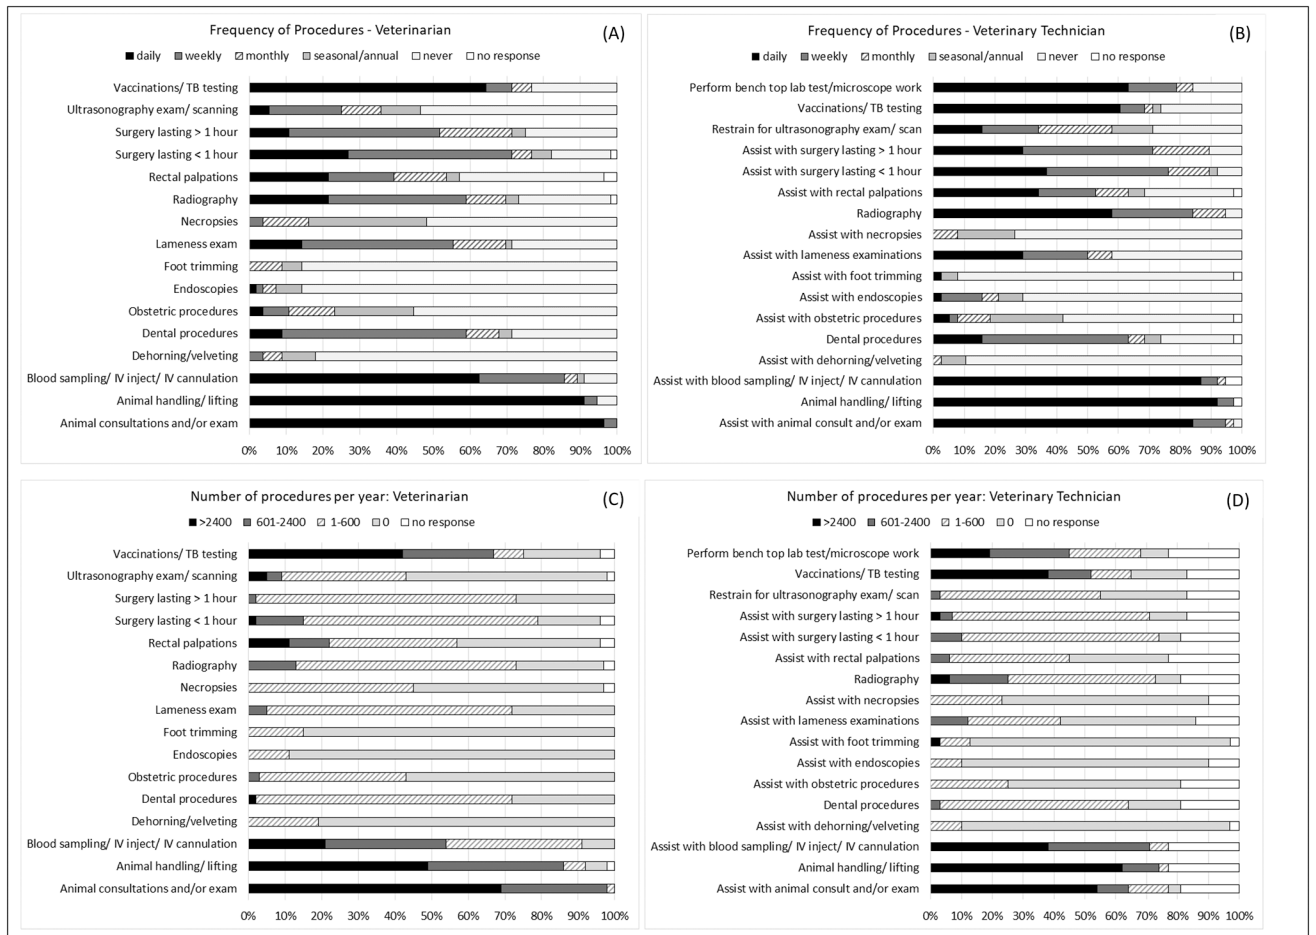 Frequency of Procedures - Veterinarian (A)
daily weekly monthly seasonal/annual never no response
Vaccinations/ TB testing
Ultrasonography exam/ scanning
Surgery lasting > 1 hour
Surgery lasting < 1 hour
Rectal palpations
Radiography
Necropsies
Lameness exam
Foot trimming
Endoscopies
Obstetric procedures
Dental procedures
Dehorning/velveting
Blood sampling/ IV inject/ IV cannulation
Animal handling/ lifting
Animal consultations and/or exam
0% 10% 20% 30% 40% 50% 60% 70% 80% 90% 100%
Frequency of Procedures - Veterinary Technician (B)
daily weekly monthly seasonal/annual never no response
Perform bench top lab test/microscope work
Vaccinations/ TB testing
Restrain for ultrasonography exam/ scan
Assist with surgery lasting > 1 hour
Assist with surgery lasting < 1 hour
Assist with rectal palpations
Radiography
Assist with necropsies
Assist with lameness examinations
Assist with foot trimming
Assist with endoscopies
Assist with obstetric procedures
Dental procedures
Assist with dehorning/velveting
Assist with blood sampling/ IV inject/ IV cannulation
Animal handling/ lifting
Assist with animal consult and/or exam
0% 10% 20% 30% 40% 50% 60% 70% 80% 90% 100%
Number of procedures per year: Veterinarian (C)
>2400 601-2400 1-600 0 no response
Vaccinations/ TB testing
Ultrasonography exam/ scanning
Surgery lasting > 1 hour
Surgery lasting < 1 hour
Rectal palpations
Radiography
Necropsies
Lameness exam
Foot trimming
Endoscopies
Obstetric procedures
Dental procedures
Dehorning/velveting
Blood sampling/ IV inject/ IV cannulation
Animal handling/ lifting
Animal consultations and/or exam
0% 10% 20% 30% 40% 50% 60% 70% 80% 90% 100%
Number of procedures per year: Veterinary Technician (D)
>2400 601-2400 1-600 0 no response
Perform bench top lab test/microscope work
Vaccinations/ TB testing
Restrain for ultrasonography exam/ scan
Assist with surgery lasting > 1 hour
Assist with surgery lasting < 1 hour
Assist with rectal palpations
Radiography
Assist with necropsies
Assist with lameness examinations
Assist with foot trimming
Assist with endoscopies
Assist with obstetric procedures
Dental procedures
Assist with dehorning/velveting
Assist with blood sampling/ IV inject/ IV cannulation
Animal handling/ lifting
Assist with animal consult and/or exam
0% 10% 20% 30% 40% 50% 60% 70% 80% 90% 100%